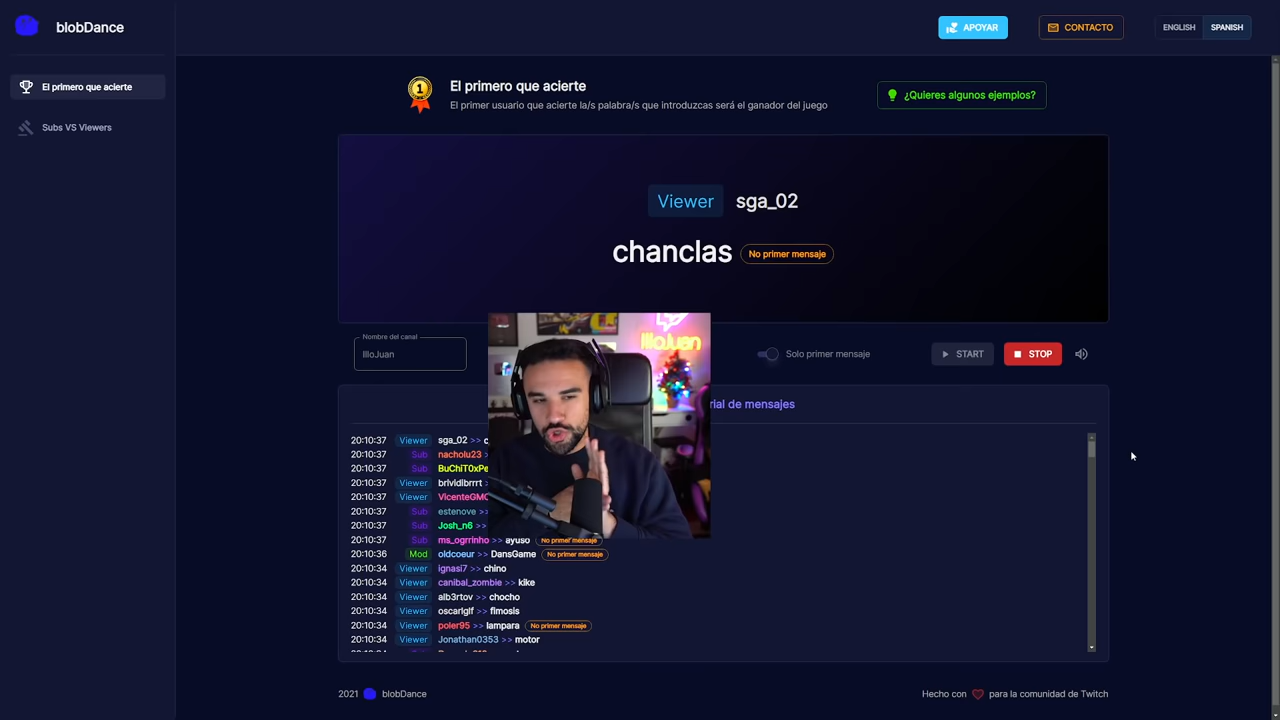 blobDance
APOYAR
CONTACTO
ENGLISH
SPANISH
El primero que acierte
Subs VS Viewers
1
El primero que acierte
El primer usuario que acierte la/s palabra/s que introduzcas será el ganador del juego
¿Quieres algunos ejemplos?
Viewer sga_02
chanclas No primer mensaje
Nombre del canal
IlloJuan
IlloJuan
Solo primer mensaje
START
STOP
rial de mensajes
20:10:37 Viewer sga_02 >> c
20:10:37 Sub nacholu23 >
20:10:37 Sub BuChiT0xPe
20:10:37 Viewer brividibrrrt >
20:10:37 Viewer VicenteGMC
20:10:37 Sub estenove >
20:10:37 Sub Josh_n6 >>
20:10:37 Sub ms_ogrrinho >> ayuso No primer mensaje
20:10:36 Mod oldcoeur >> DansGame No primer mensaje
20:10:34 Viewer ignasi7 >> chino
20:10:34 Viewer canibal_zombie >> kike
20:10:34 Viewer alb3rtov >> chocho
20:10:34 Viewer oscarlglf >> fimosis
20:10:34 Viewer poler95 >> lampara No primer mensaje
20:10:34 Viewer Jonathan0353 >> motor
2021 blobDance
Hecho con para la comunidad de Twitch